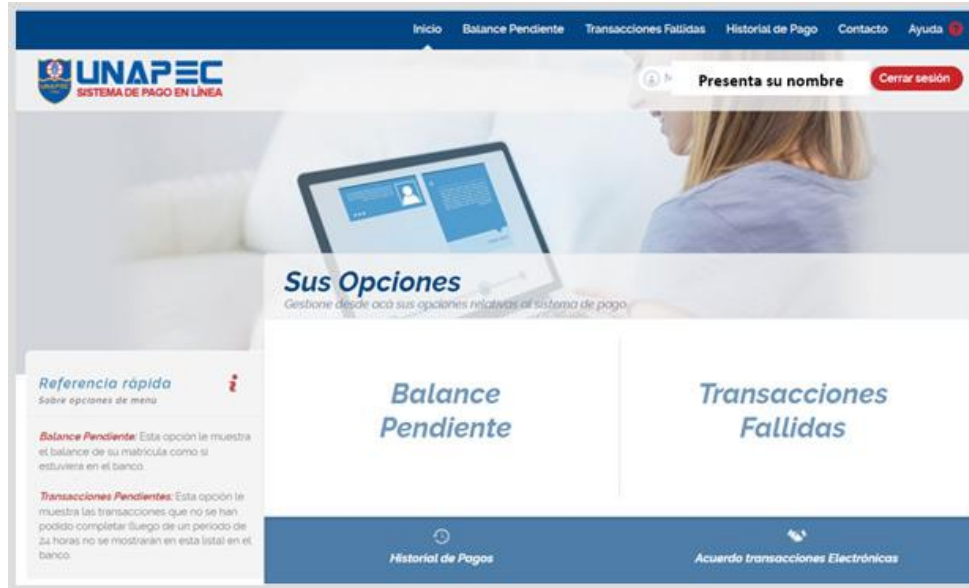 Inicio Balance Pendiente Transacciones Fallidas Historial de Pago Contacto Ayuda ?
UNAPEC
SISTEMA DE PAGO EN LÍNEA
Presenta su nombre
Cerrar sesión
Sus Opciones
Gestione desde acá sus opciones relativas al sistema de pago
Referencia rápida
Sobre opciones de menú
Balance Pendiente: Esta opción le muestra
el balance de su matrícula como si
estuviera en el banco.
Transacciones Pendientes: Esta opción le
muestra las transacciones que no se han
podido completar (luego de un periodo de
24 horas no se mostrarán en esta lista) en el
banco.
Balance
Pendiente
Transacciones
Fallidas
Historial de Pagos
Acuerdo transacciones Electrónicas